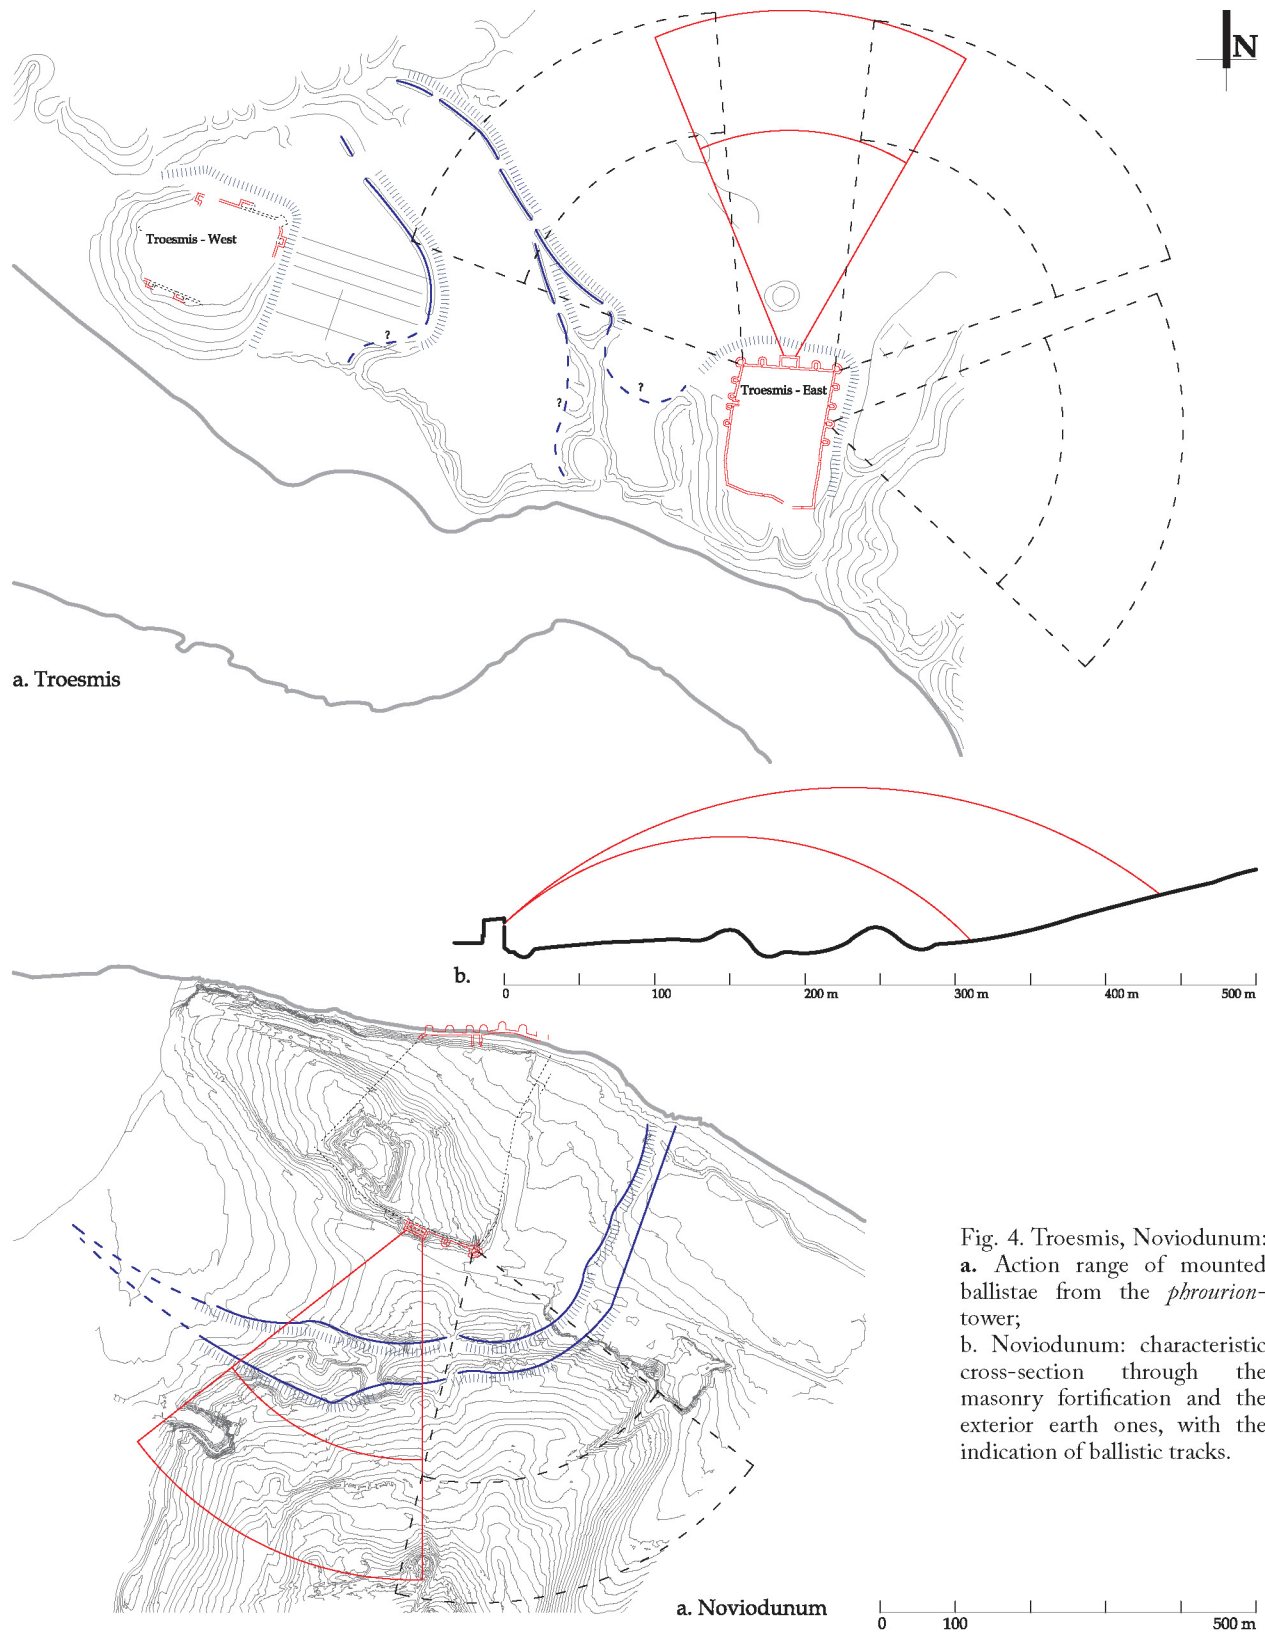 N
Troesmis - West
Troesmis - East
?
?
?
a. Troesmis
b.
0
100
200 m
300 m
400 m
500 m
Fig. 4. Troesmis, Noviodunum:
a. Action range of mounted
ballistae from the phrourion-
tower;
b. Noviodunum: characteristic
cross-section through the
masonry fortification and the
exterior earth ones, with the
indication of ballistic tracks.
a. Noviodunum
0
100
500 m